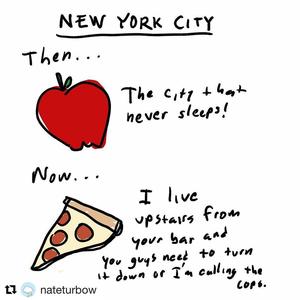 NEW YORK CITY
Then...
The city that
never sleeps!
Now...
I live
upstairs from
your bar and
you guys need to turn
it down or I'm calling the
cops.
nateturbow